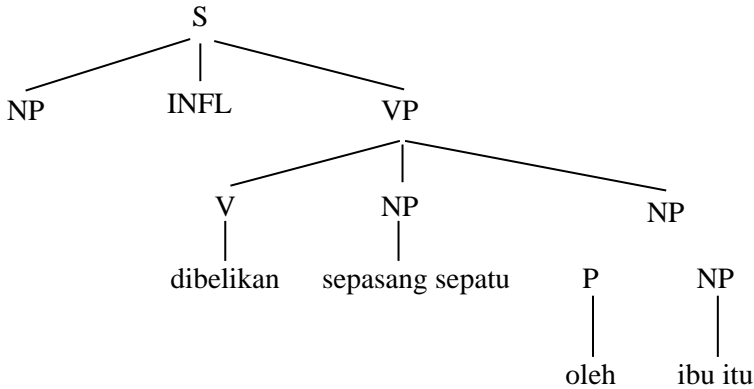 S
NP INFL VP
V NP NP
dibelikan sepasang sepatu P NP
oleh ibu itu